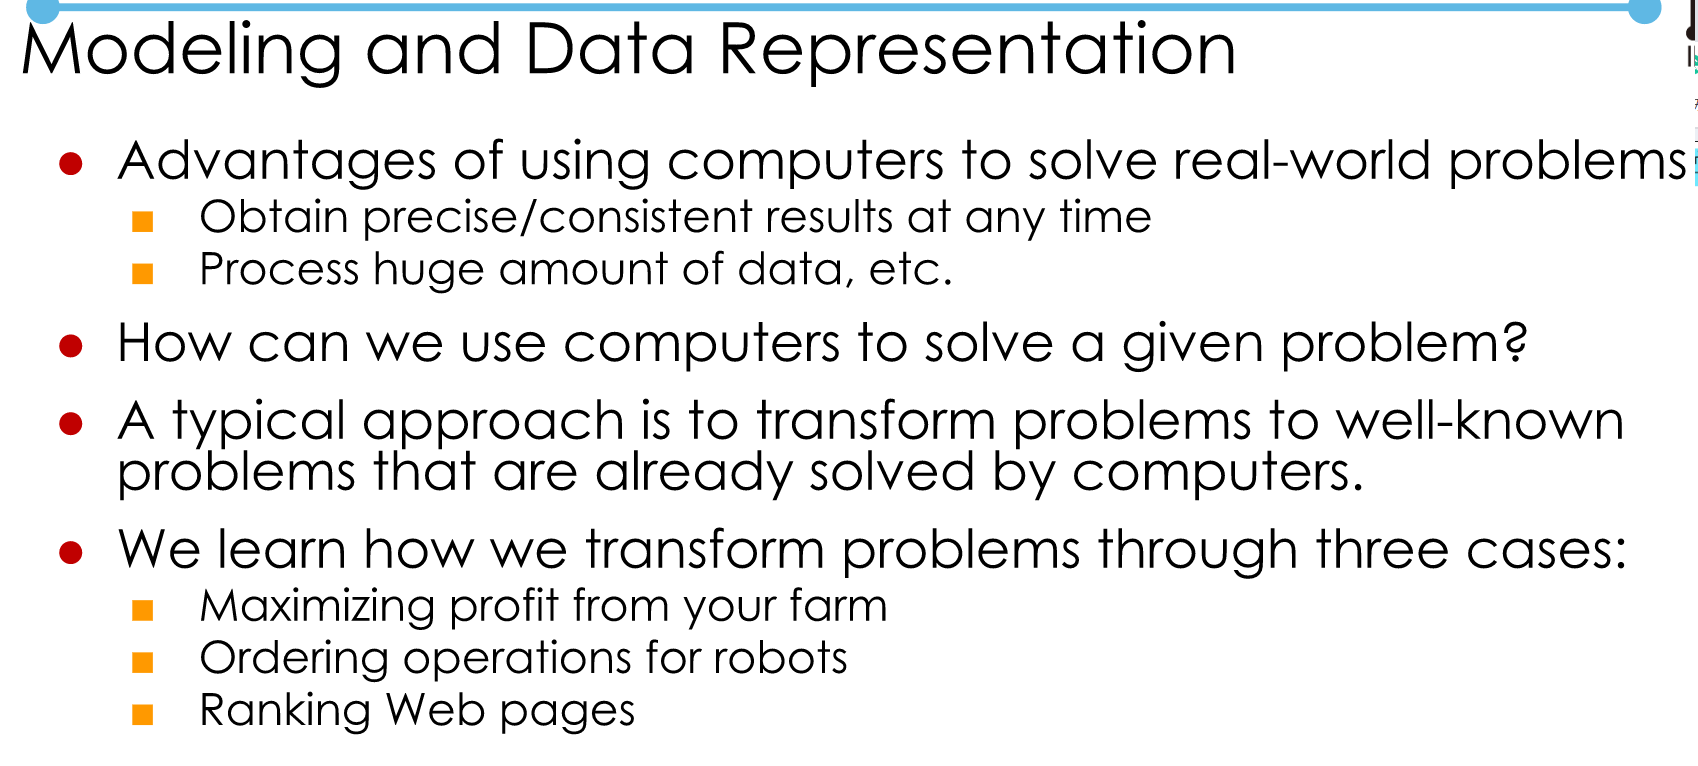 Modeling and Data Representation
Advantages of using computers to solve real-world problems
Obtain precise/consistent results at any time
Process huge amount of data, etc.
How can we use computers to solve a given problem?
A typical approach is to transform problems to well-known
problems that are already solved by computers.
We learn how we transform problems through three cases:
Maximizing profit from your farm
Ordering operations for robots
Ranking Web pages